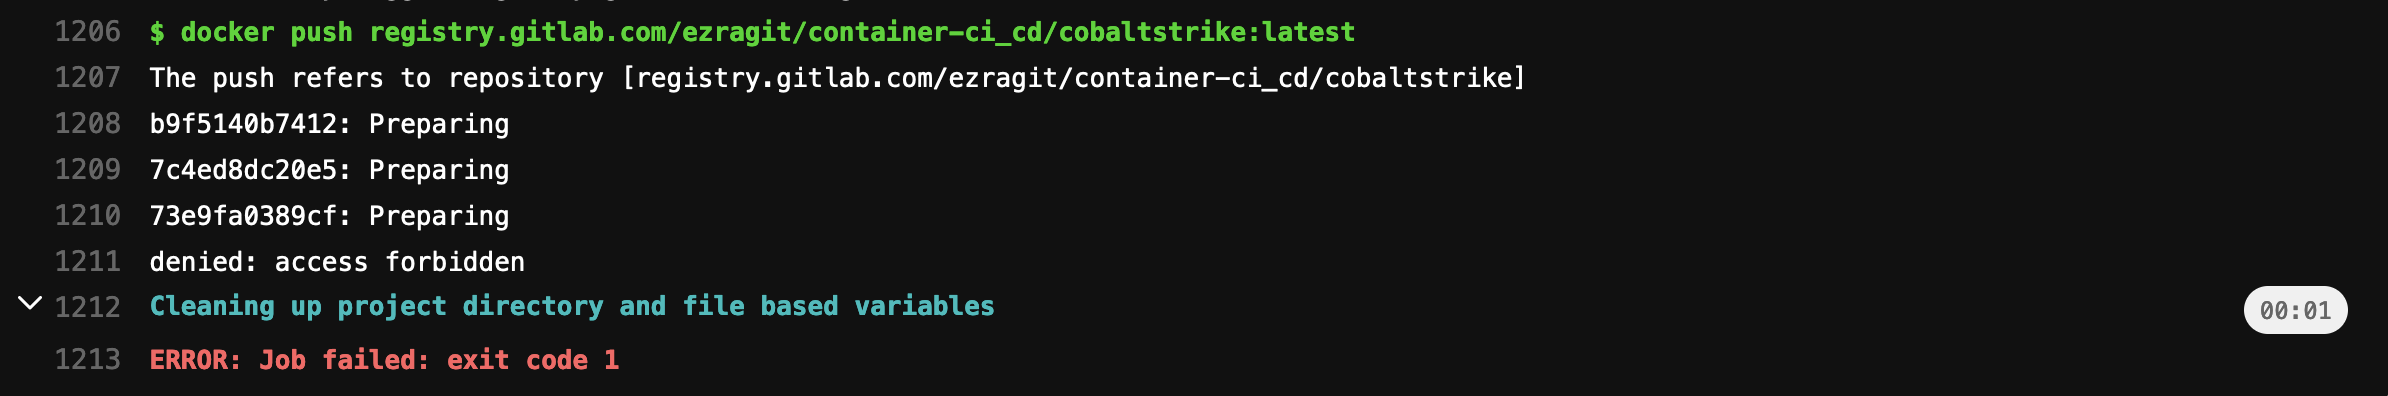 1206 $ docker push registry.gitlab.com/ezragit/container-ci_cd/cobaltstrike:latest
1207 The push refers to repository [registry.gitlab.com/ezragit/container-ci_cd/cobaltstrike]
1208 b9f5140b7412: Preparing
1209 7c4ed8dc20e5: Preparing
1210 73e9fa0389cf: Preparing
1211 denied: access forbidden
1212 Cleaning up project directory and file based variables 00:01
1213 ERROR: Job failed: exit code 1